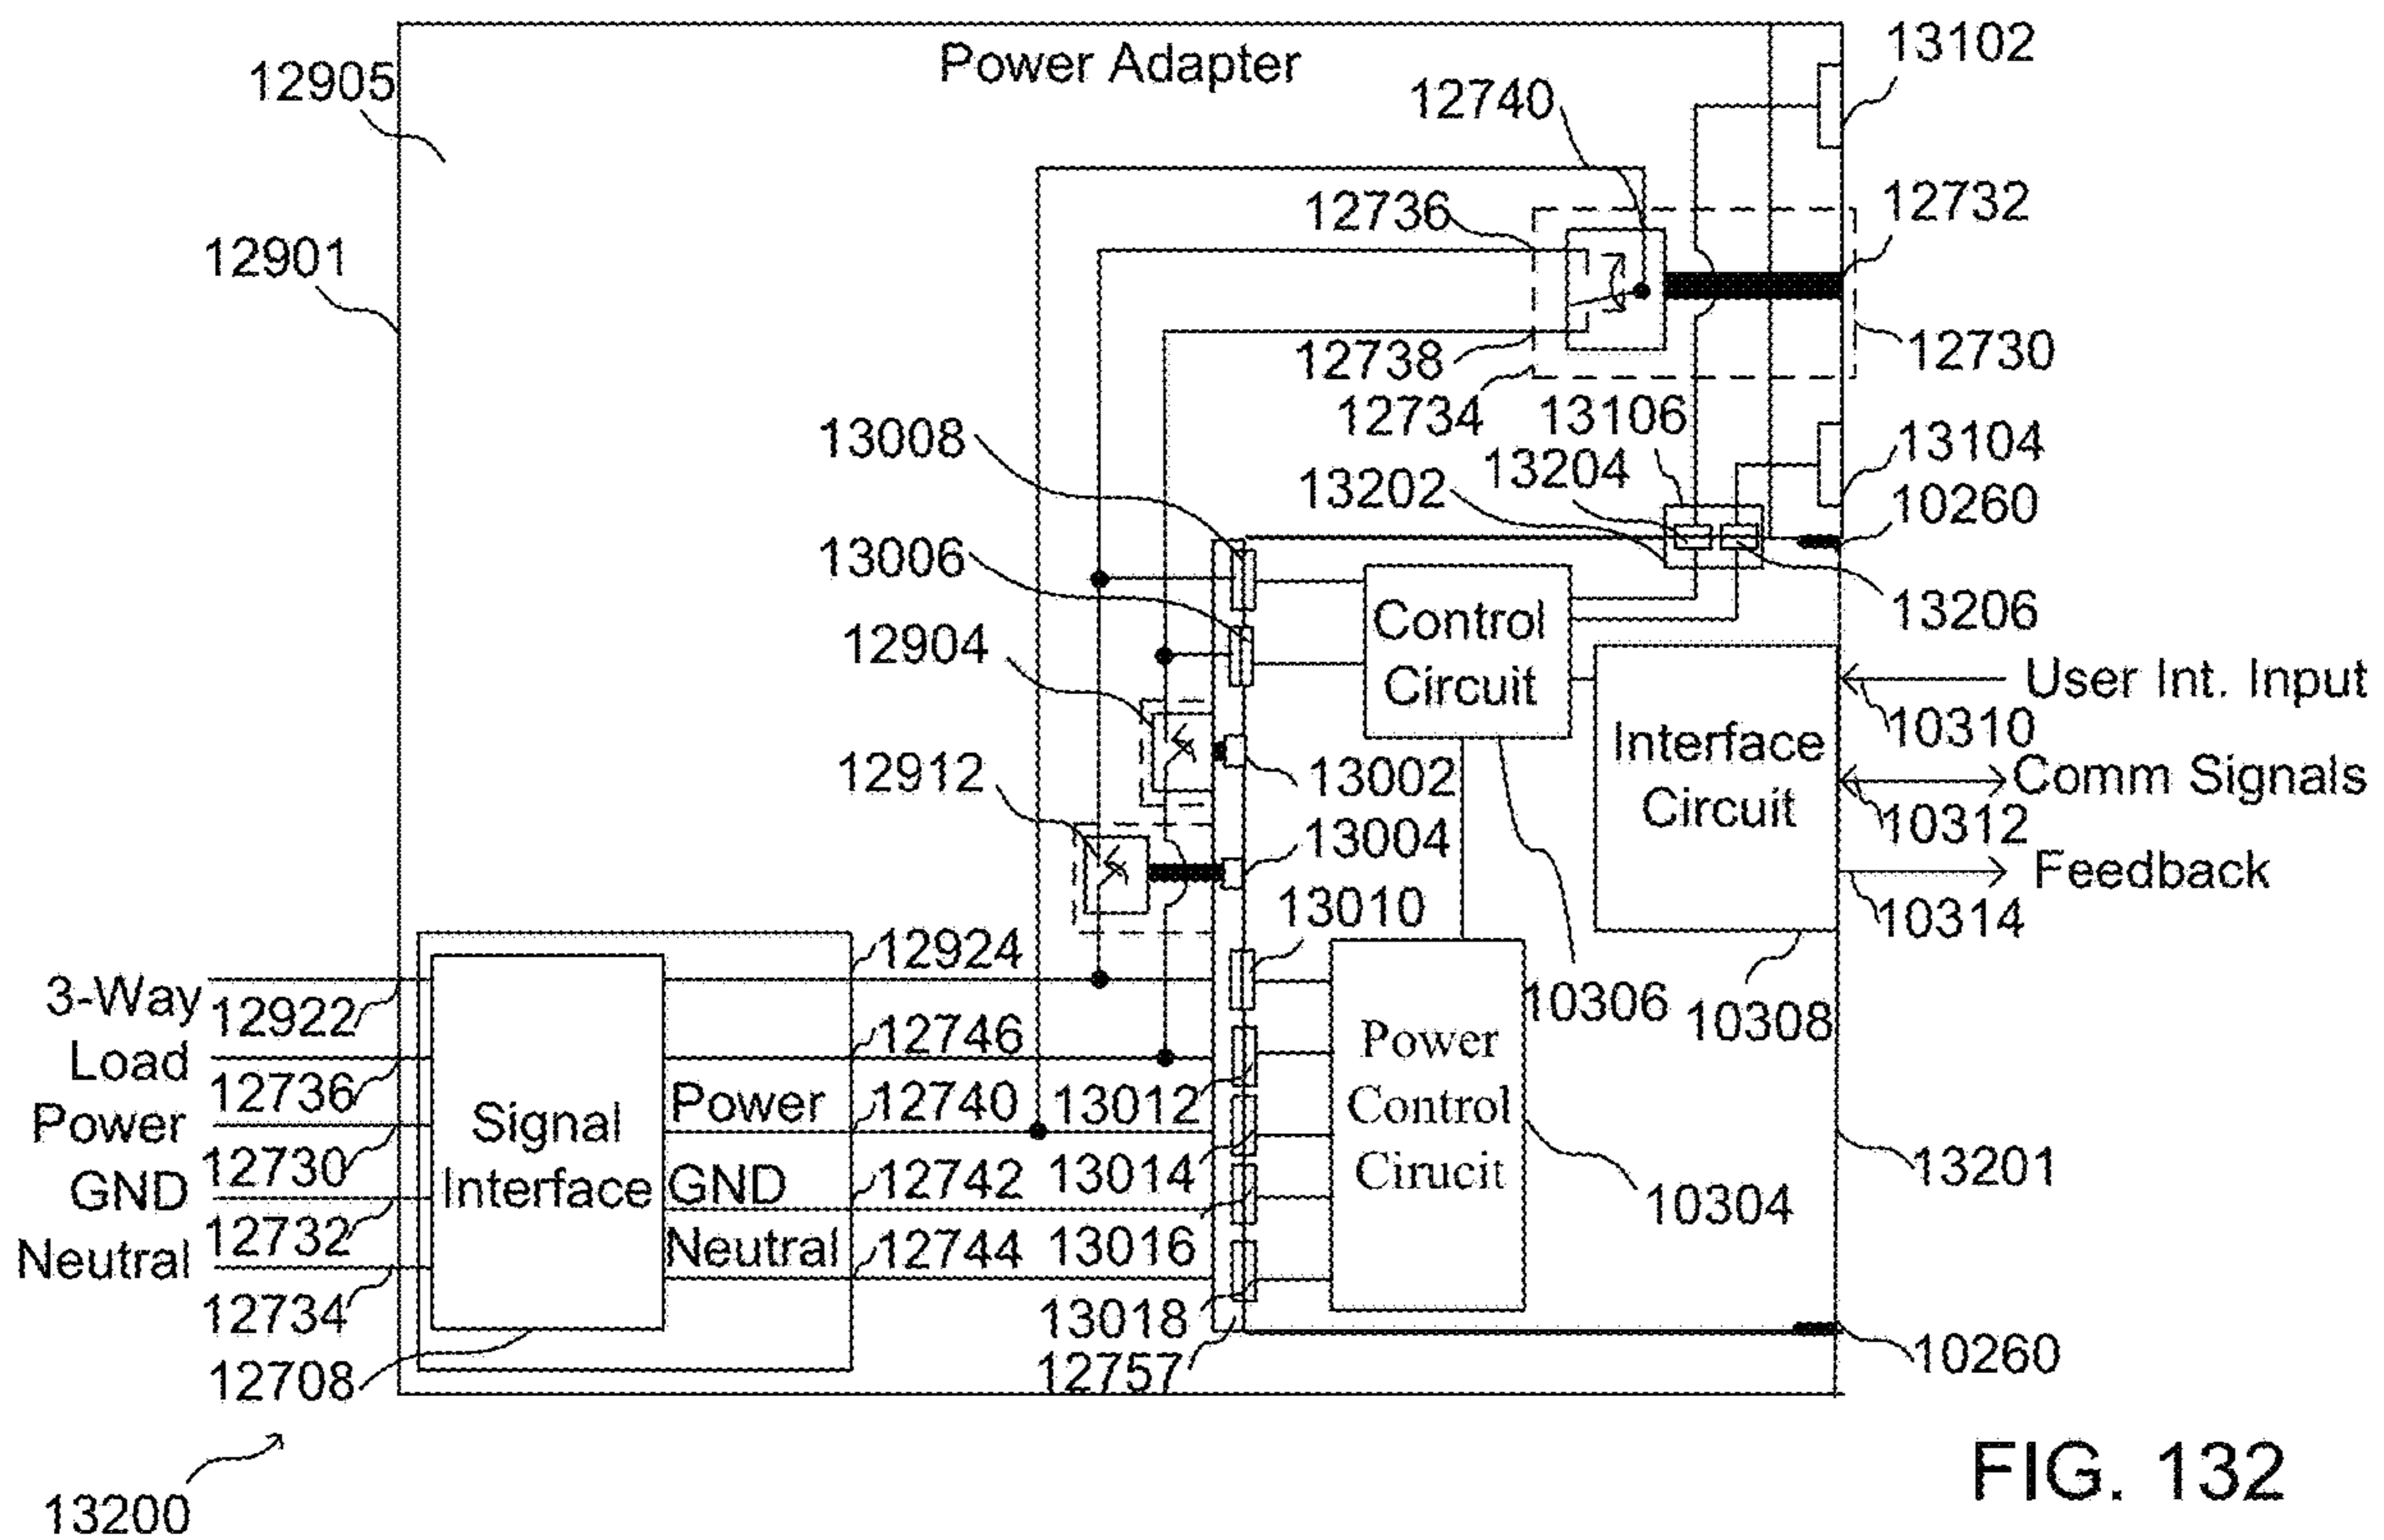 Power Adapter
13102
12905
12740
12736
12732
12901
12738
12730
12734
13106
13008
13104
13204
13202
10260
13006
13206
12904
Control
Circuit
User Int. Input
10310
Interface
Circuit
12912
13002
Comm Signals
10312
13004
Feedback
13010
10314
12924
3-Way
12922
10306
10308
12746
Load
12736
Power
Control
Cirucit
Power
12740
13012
Signal
Interface
Power
12730
13014
13201
GND
12742
GND
12732
10304
Neutral
12744
13016
Neutral
12734
13018
12708
12757
10260
13200
FIG. 132